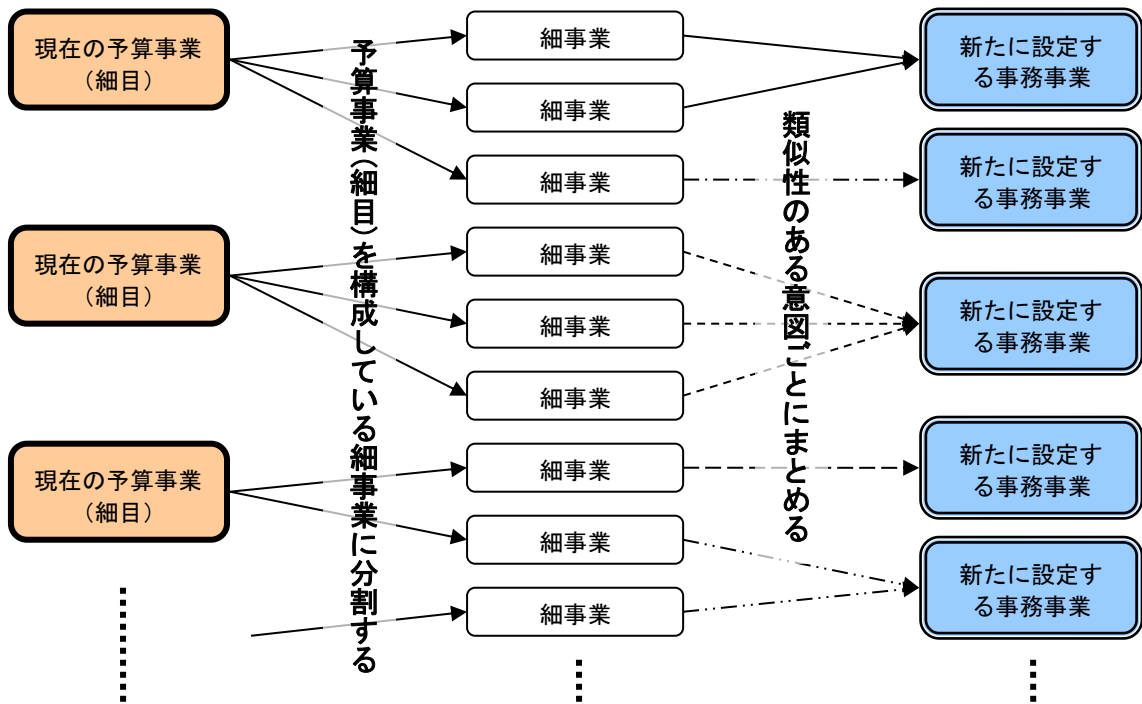 現在の予算事業
（細目）
現在の予算事業
（細目）
現在の予算事業
（細目）
予算事業（細目）を構成している細事業に分割する
細事業
細事業
細事業
細事業
細事業
細事業
細事業
細事業
細事業
類似性のある意図ごとにまとめる
新たに設定す
る事務事業
新たに設定す
る事務事業
新たに設定す
る事務事業
新たに設定す
る事務事業
新たに設定す
る事務事業